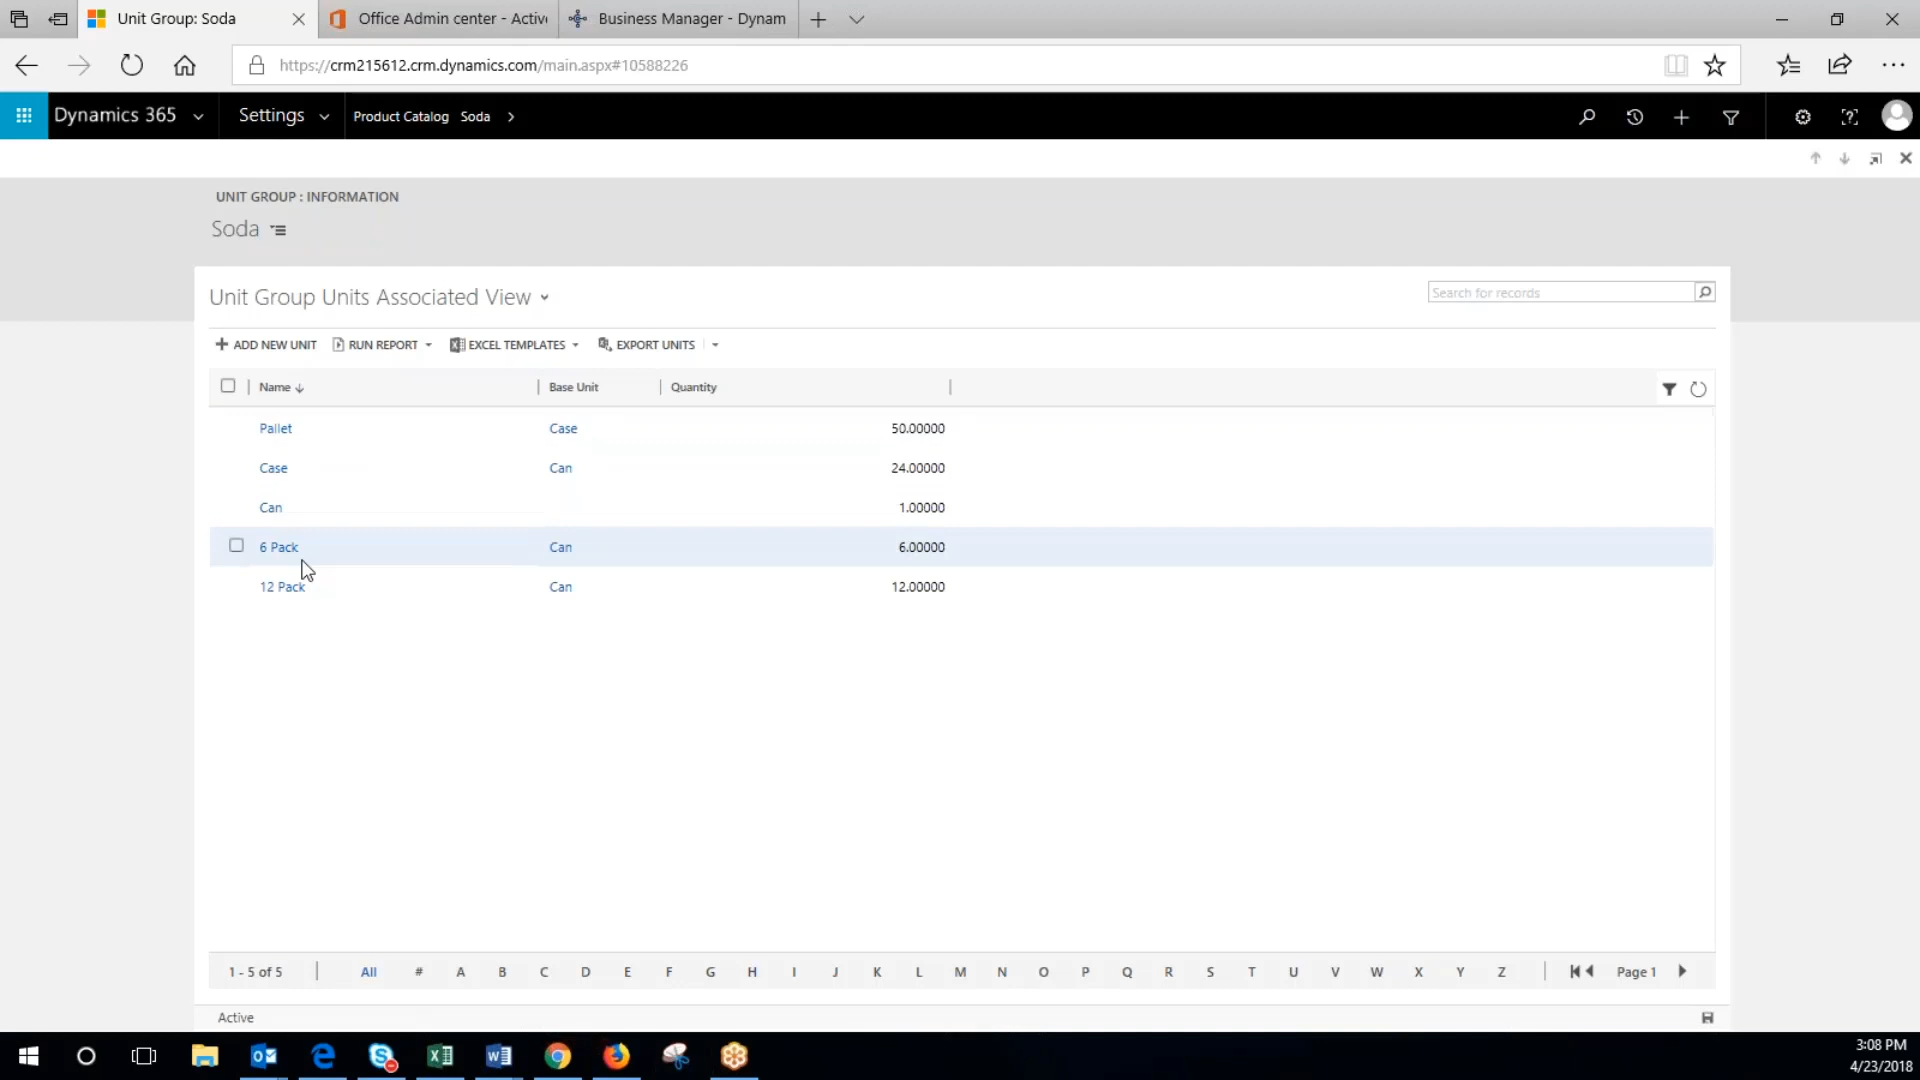 Unit Group: Soda
Office Admin center - Active
Business Manager - Dynam
https://crm215612.crm.dynamics.com/main.aspx#10588226
Dynamics 365 Settings Product Catalog Soda
UNIT GROUP : INFORMATION
Soda
Unit Group Units Associated View
Search for records
ADD NEW UNIT RUN REPORT EXCEL TEMPLATES EXPORT UNITS
Name Base Unit Quantity
Pallet Case 50.00000
Case Can 24.00000
Can 1.00000
6 Pack Can 6.00000
12 Pack Can 12.00000
1 - 5 of 5 All # A B C D E F G H I J K L M N O P Q R S T U V W X Y Z Page 1
Active
3:08 PM
4/23/2018